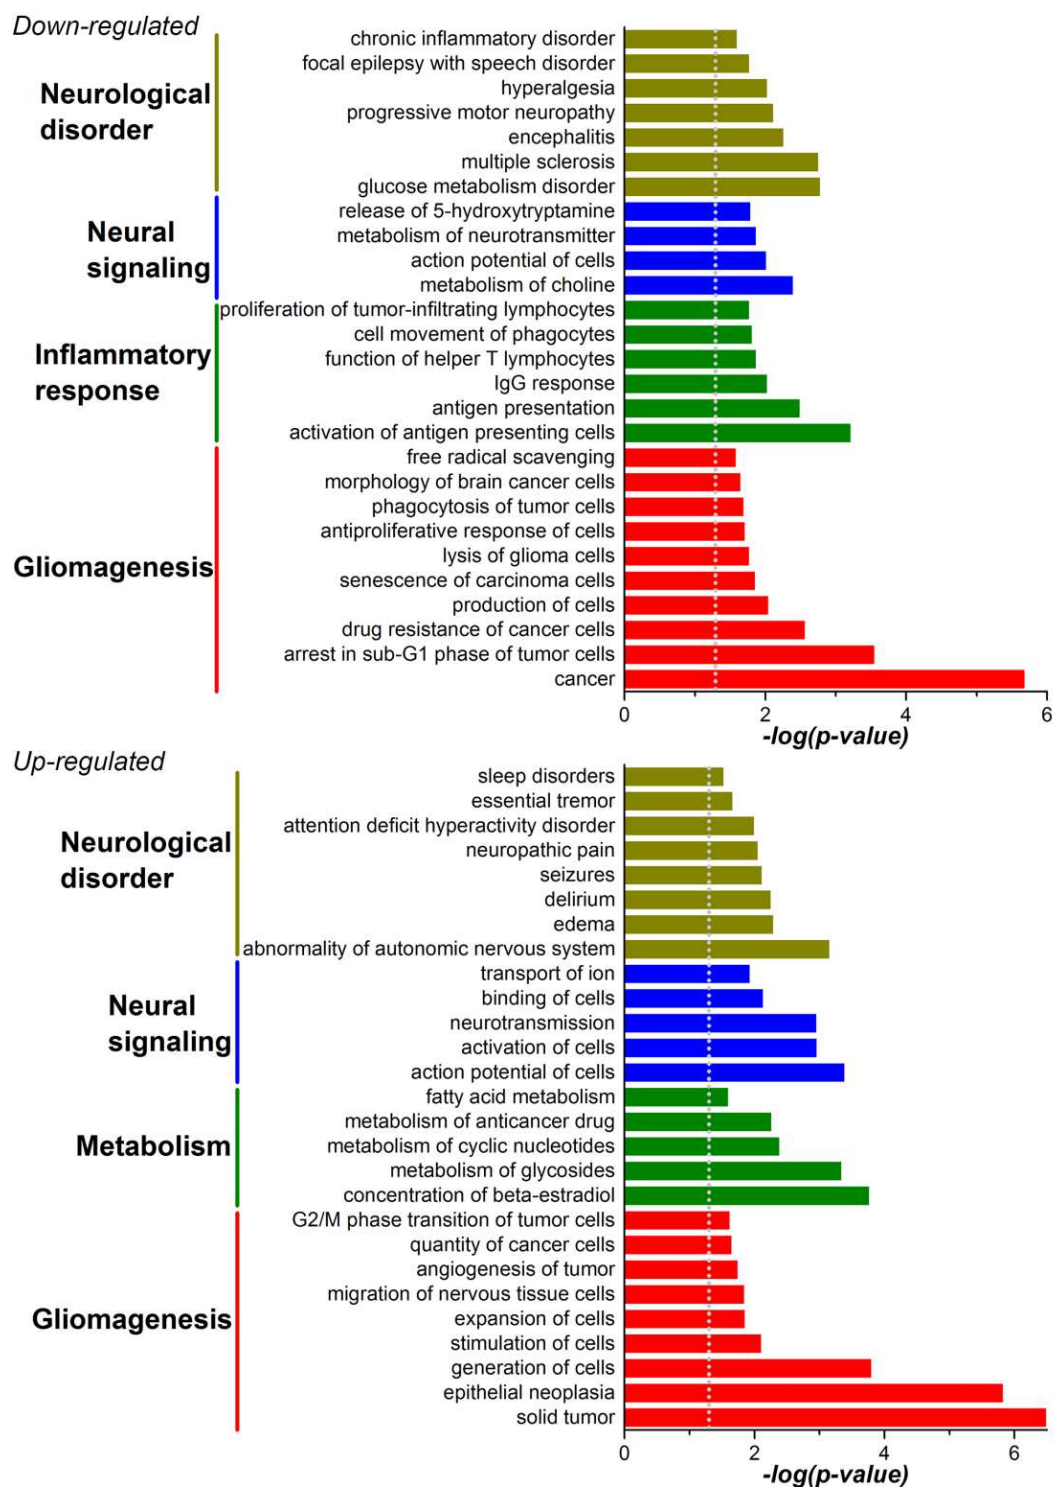 Down-regulated
Neurological
disorder
chronic inflammatory disorder
focal epilepsy with speech disorder
hyperalgesia
progressive motor neuropathy
encephalitis
multiple sclerosis
glucose metabolism disorder
Neural
signaling
release of 5-hydroxytryptamine
metabolism of neurotransmitter
action potential of cells
metabolism of choline
Inflammatory
response
proliferation of tumor-infiltrating lymphocytes
cell movement of phagocytes
function of helper T lymphocytes
IgG response
antigen presentation
activation of antigen presenting cells
Gliomagenesis
free radical scavenging
morphology of brain cancer cells
phagocytosis of tumor cells
antiproliferative response of cells
lysis of glioma cells
senescence of carcinoma cells
production of cells
drug resistance of cancer cells
arrest in sub-G1 phase of tumor cells
cancer
0 2 4 6
-log(p-value)
Up-regulated
Neurological
disorder
sleep disorders
essential tremor
attention deficit hyperactivity disorder
neuropathic pain
seizures
delirium
edema
abnormality of autonomic nervous system
Neural
signaling
transport of ion
binding of cells
neurotransmission
activation of cells
action potential of cells
Metabolism
fatty acid metabolism
metabolism of anticancer drug
metabolism of cyclic nucleotides
metabolism of glycosides
concentration of beta-estradiol
Gliomagenesis
G2/M phase transition of tumor cells
quantity of cancer cells
angiogenesis of tumor
migration of nervous tissue cells
expansion of cells
stimulation of cells
generation of cells
epithelial neoplasia
solid tumor
0 2 4 6
-log(p-value)